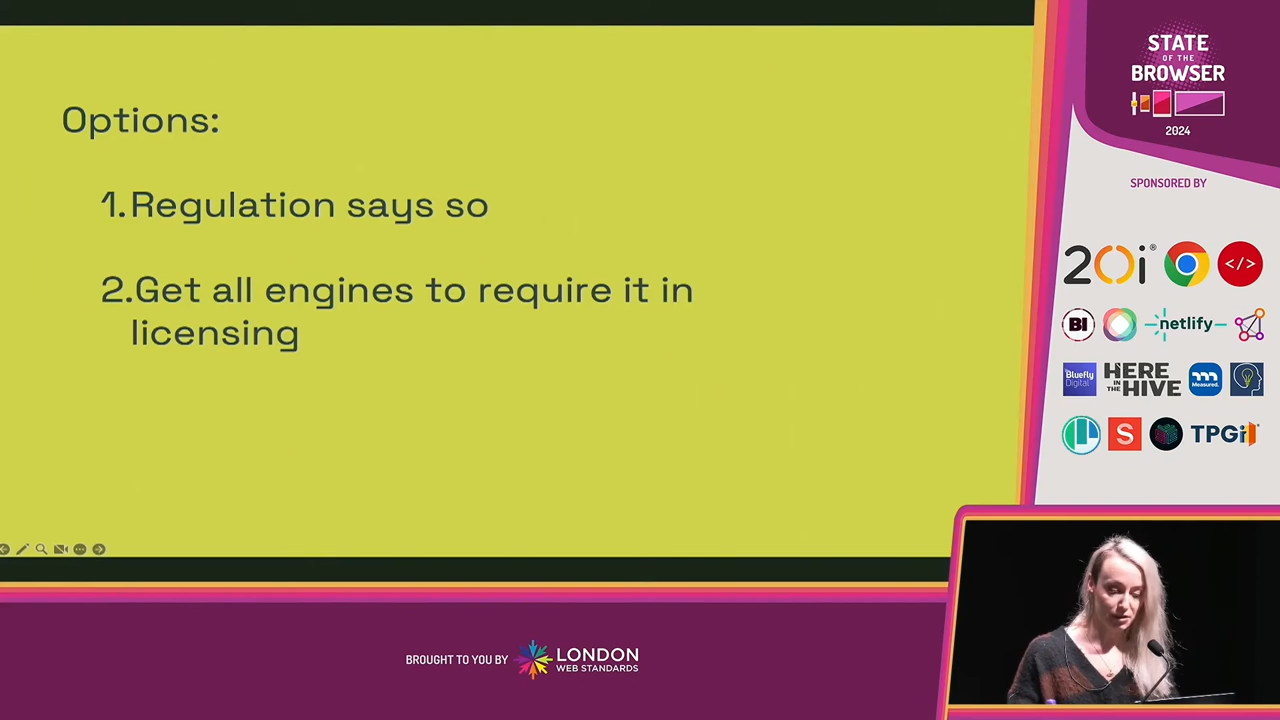 Options:
1.Regulation says so
2.Get all engines to require it in
licensing
STATE
OF THE
BROWSER
2024
SPONSORED BY
20i®
</>
BI
netlify
Bluefly
Digital
HERE
IN THE
HIVE
Measured.
S
TPGi
BROUGHT TO YOU BY
LONDON
WEB STANDARDS